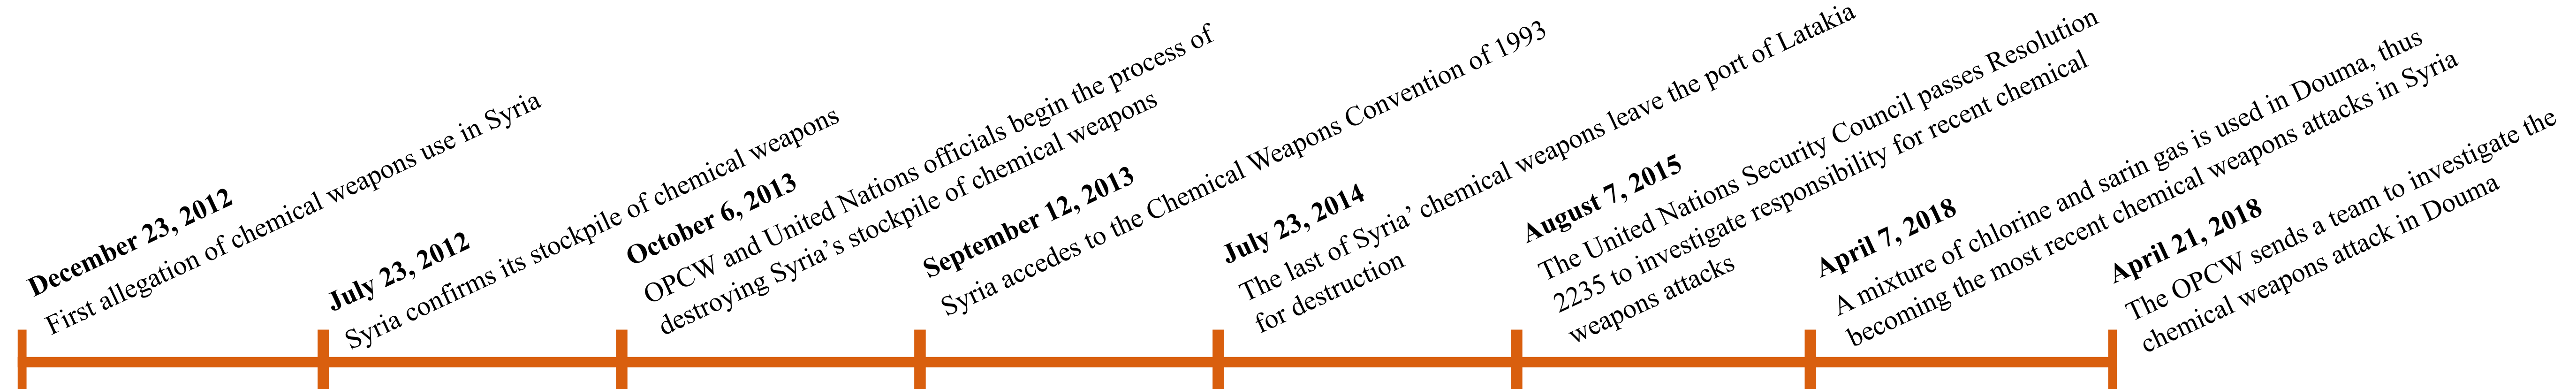 December 23, 2012
First allegation of chemical weapons use in Syria
July 23, 2012
Syria confirms its stockpile of chemical weapons
October 6, 2013
OPCW and United Nations officials begin the process of
destroying Syria’s stockpile of chemical weapons
September 12, 2013
Syria accedes to the Chemical Weapons Convention of 1993
July 23, 2014
The last of Syria’ chemical weapons leave the port of Latakia
for destruction
August 7, 2015
The United Nations Security Council passes Resolution
2235 to investigate responsibility for recent chemical
weapons attacks
April 7, 2018
A mixture of chlorine and sarin gas is used in Douma, thus
becoming the most recent chemical weapons attacks in Syria
April 21, 2018
The OPCW sends a team to investigate the
chemical weapons attack in Douma